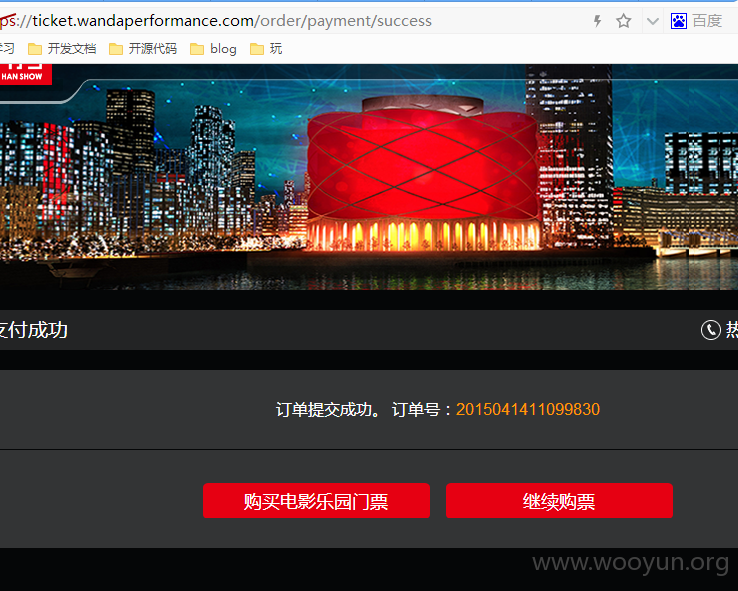 ps://ticket.wandaperformance.com/order/payment/success 百度
学习 开发文档 开源代码 blog 玩
HAN SHOW
支付成功
订单提交成功。 订单号：2015041411099830
购买电影乐园门票 继续购票
www.wooyun.org